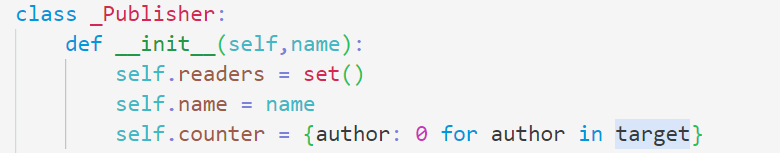 class _Publisher:
    def __init__(self,name):
        self.readers = set()
        self.name = name
        self.counter = {author: 0 for author in target}